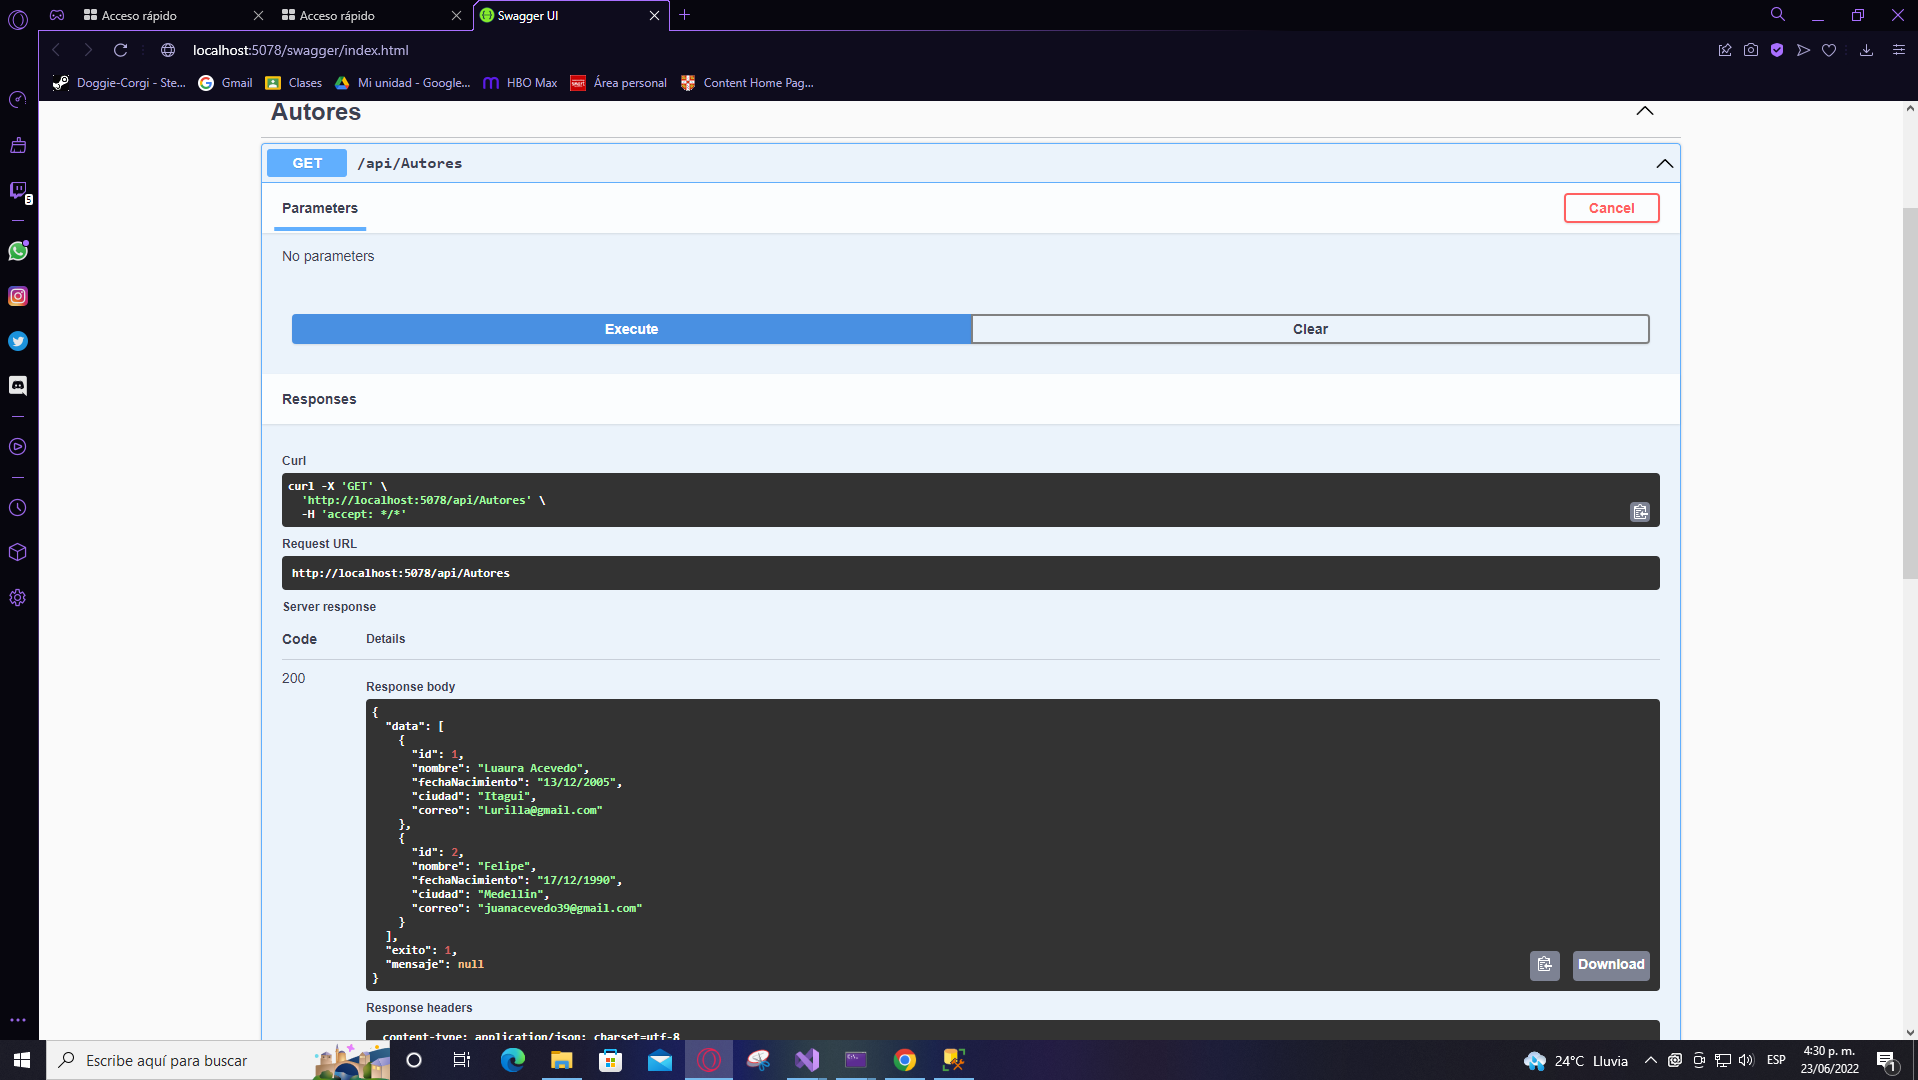 Acceso rápido
Acceso rápido
Swagger UI
localhost:5078/swagger/index.html
Doggie-Corgi - Ste...
Gmail
Clases
Mi unidad - Google...
HBO Max
Área personal
Content Home Pag...
5
Autores
GET /api/Autores
Parameters
Cancel
No parameters
Execute
Clear
Responses
Curl
curl -X 'GET' \
  'http://localhost:5078/api/Autores' \
  -H 'accept: */*'
Request URL
http://localhost:5078/api/Autores
Server response
Code Details
200
Response body
{
  "data": [
    {
      "id": 1,
      "nombre": "Luaura Acevedo",
      "fechaNacimiento": "13/12/2005",
      "ciudad": "Itagui",
      "correo": "Lurilla@gmail.com"
    },
    {
      "id": 2,
      "nombre": "Felipe",
      "fechaNacimiento": "17/12/1990",
      "ciudad": "Medellin",
      "correo": "juanacevedo39@gmail.com"
    }
  ],
  "exito": 1,
  "mensaje": null
}
Download
Response headers
content-type: application/json; charset=utf-8
Escribe aquí para buscar
24°C Lluvia
ESP
4:30 p. m.
23/06/2022
1